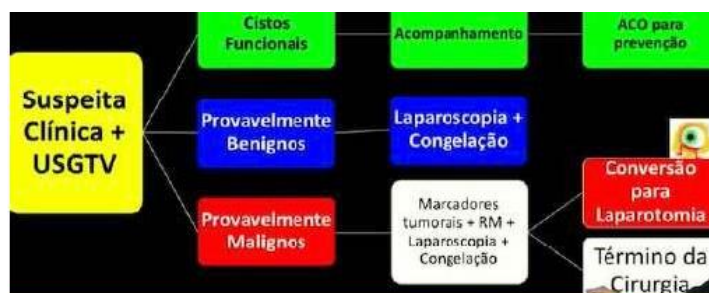 Suspeita
Clínica +
USGTV
Cistos
Funcionais
Acompanhamento
ACO para
prevenção
Provavelmente
Benignos
Laparoscopia +
Congelação
Provavelmente
Malignos
Marcadores
tumorais + RM +
Laparoscopia +
Congelação
Conversão
para
Laparotomia
Término da
Cirurgia